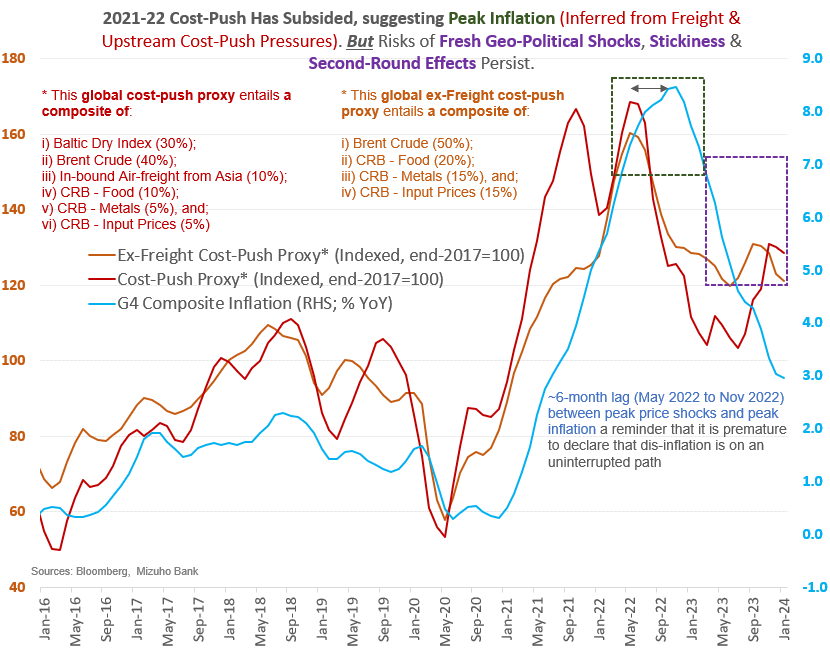 2021-22 Cost-Push Has Subsided, suggesting Peak Inflation (Inferred from Freight &
Upstream Cost-Push Pressures). But Risks of Fresh Geo-Political Shocks, Stickiness &
Second-Round Effects Persist.
180
160
140
120
100
80
60
40
9.0
8.0
7.0
6.0
5.0
4.0
3.0
2.0
1.0
0.0
-1.0
* This global cost-push proxy entails a
composite of:
i) Baltic Dry Index (30%);
ii) Brent Crude (40%);
iii) In-bound Air-freight from Asia (10%);
iv) CRB - Food (10%);
v) CRB - Metals (5%), and;
vi) CRB - Input Prices (5%)
* This global ex-Freight cost-push
proxy entails a composite of:
i) Brent Crude (50%);
ii) CRB - Food (20%);
iii) CRB - Metals (15%), and;
iv) CRB - Input Prices (15%)
Ex-Freight Cost-Push Proxy* (Indexed, end-2017=100)
Cost-Push Proxy* (Indexed, end-2017=100)
G4 Composite Inflation (RHS; % YoY)
~6-month lag (May 2022 to Nov 2022)
between peak price shocks and peak
inflation a reminder that it is premature
to declare that dis-inflation is on an
uninterrupted path
Sources: Bloomberg, Mizuho Bank
Jan-16
May-16
Sep-16
Jan-17
May-17
Sep-17
Jan-18
May-18
Sep-18
Jan-19
May-19
Sep-19
Jan-20
May-20
Sep-20
Jan-21
May-21
Sep-21
Jan-22
May-22
Sep-22
Jan-23
May-23
Sep-23
Jan-24